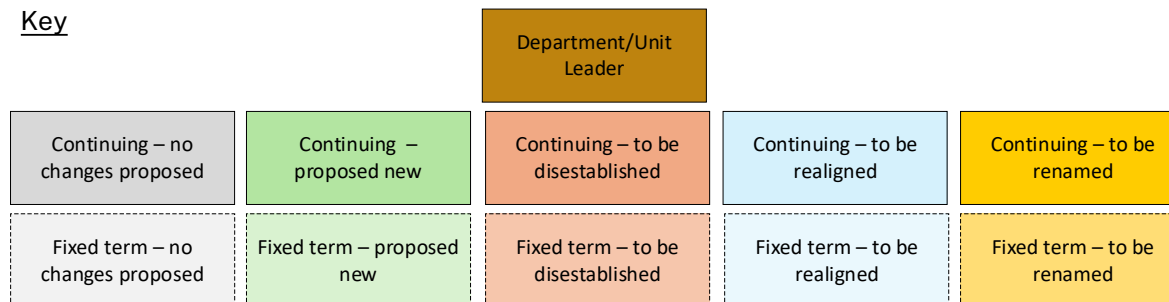 Key
Department/Unit
Leader
Continuing – no
changes proposed
Continuing –
proposed new
Continuing – to be
disestablished
Continuing – to be
realigned
Continuing – to be
renamed
Fixed term – no
changes proposed
Fixed term – proposed
new
Fixed term – to be
disestablished
Fixed term – to be
realigned
Fixed term – to be
renamed